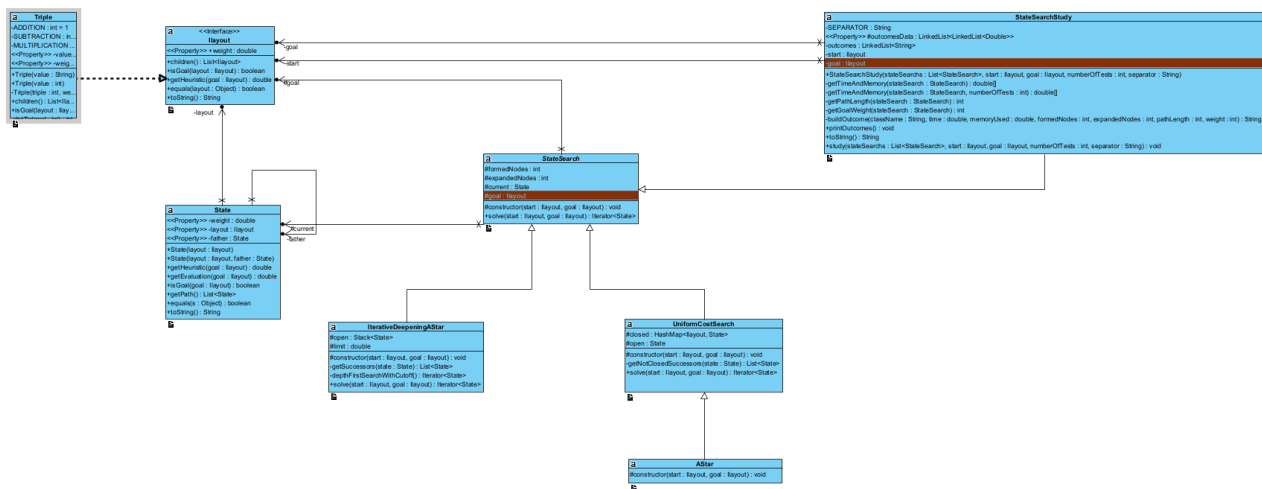 Triple
-ADDITION : int = 1
-SUBTRACTION : in...
-MULTIPLICATION ...
<<Property>> -value...
<<Property>> -weig...
+Triple(value : String)
+Triple(value : int)
-Triple(triple : int, we...
+children() : List<Ila...
+isGoal(layout : Ilay...
<<Interface>>
Ilayout
<<Property>> +weight : double
+children() : List<Ilayout>
+isGoal(layout : Ilayout) : boolean
+getHeuristic(goal : Ilayout) : double
+equals(layout : Object) : boolean
+toString() : String
-goal
-start
#goal
-layout
StateSearchStudy
-SEPARATOR : String
<<Property>> #outcomesData : LinkedList<LinkedList<Double>>
-outcomes : LinkedList<String>
-start : Ilayout
-goal : Ilayout
+StateSearchStudy(stateSearchs : List<StateSearch>, start : Ilayout, goal : Ilayout, numberOfTests : int, separator : String)
-getTimeAndMemory(stateSearch : StateSearch) : double[]
-getTimeAndMemory(stateSearch : StateSearch, numberOfTests : int) : double[]
-getPathLength(stateSearch : StateSearch) : int
-getGoalWeight(stateSearch : StateSearch) : int
-buildOutcome(className : String, time : double, memoryUsed : double, formedNodes : int, expandedNodes : int, pathLength : int, weight : int) : String
+printOutcomes() : void
+toString() : String
+study(stateSearchs : List<StateSearch>, start : Ilayout, goal : Ilayout, numberOfTests : int, separator : String) : void
StateSearch
#formedNodes : int
#expandedNodes : int
#current : State
#goal : Ilayout
#constructor(start : Ilayout, goal : Ilayout) : void
+solve(start : Ilayout, goal : Ilayout) : Iterator<State>
State
<<Property>> -weight : double
<<Property>> -layout : Ilayout
<<Property>> -father : State
+State(layout : Ilayout)
+State(layout : Ilayout, father : State)
+getHeuristic(goal : Ilayout) : double
+getEvaluation(goal : Ilayout) : double
+isGoal(goal : Ilayout) : boolean
+getPath() : List<State>
+equals(s : Object) : boolean
+toString() : String
#current
-father
IterativeDeepeningAStar
#open : Stack<State>
#limit : double
#constructor(start : Ilayout, goal : Ilayout) : void
-getSuccessors(state : State) : List<State>
-depthFirstSearchWithCutoff() : Iterator<State>
+solve(start : Ilayout, goal : Ilayout) : Iterator<State>
UniformCostSearch
#closed : HashMap<Ilayout, State>
#open : State
#constructor(start : Ilayout, goal : Ilayout) : void
-getNotClosedSuccessors(state : State) : List<State>
+solve(start : Ilayout, goal : Ilayout) : Iterator<State>
AStar
#constructor(start : Ilayout, goal : Ilayout) : void